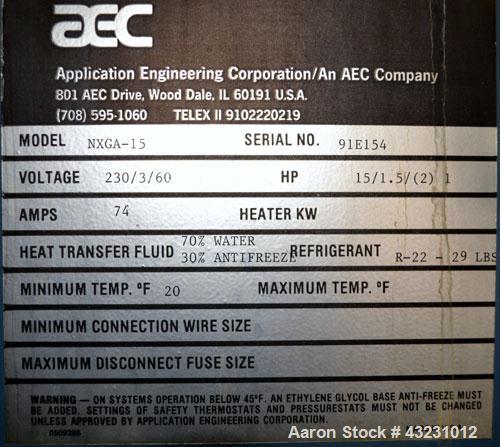 AEC
Application Engineering Corporation/An AEC Company
801 AEC Drive, Wood Dale, IL 60191 U.S.A.
(708) 595-1060 TELEX II 9102220219
MODEL NXGA-15 SERIAL NO. 91E154
VOLTAGE 230/3/60 HP 15/1.5/(2) 1
AMPS 74 HEATER KW
HEAT TRANSFER FLUID 70% WATER
30% ANTIFREEZE REFRIGERANT R-22 - 29 LBS
MINIMUM TEMP. ºF 20 MAXIMUM TEMP. ºF
MINIMUM CONNECTION WIRE SIZE
MAXIMUM DISCONNECT FUSE SIZE
WARNING — ON SYSTEMS OPERATION BELOW 45°F. AN ETHYLENE GLYCOL BASE ANTI-FREEZE MUST
BE ADDED. SETTINGS OF SAFETY THERMOSTATS AND PRESSURESTATS MUST NOT BE CHANGED
UNLESS APPROVED BY APPLICATION ENGINEERING CORPORATION.
Aaron Stock # 43231012